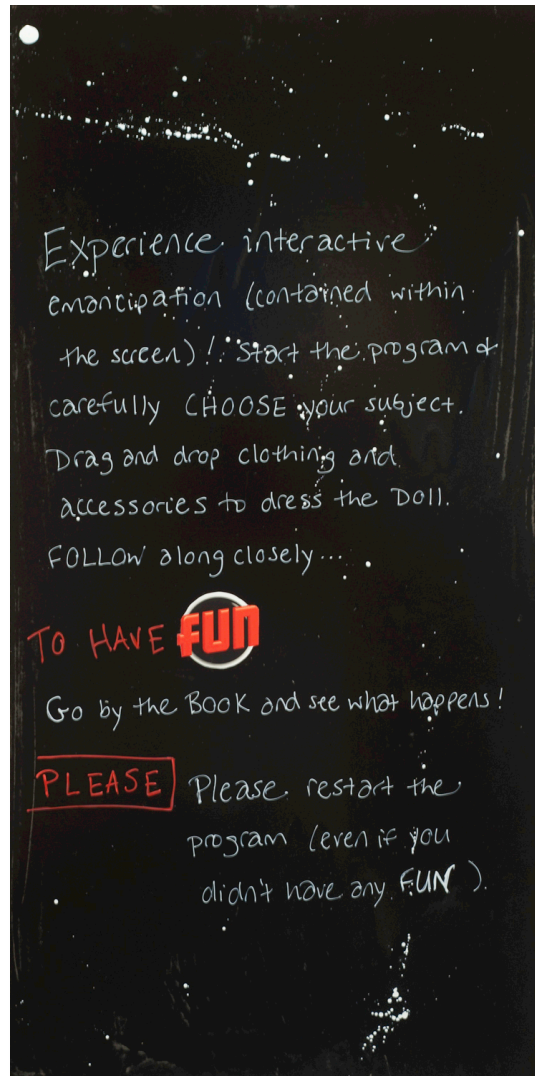 Experience interactive
emancipation (contained within
the screen)! Start the program &
carefully CHOOSE your subject.
Drag and drop clothing and
accessories to dress the Doll.
FOLLOW along closely...
TO HAVE FUN
Go by the BOOK and see what happens!
PLEASE Please restart the
program (even if you
didn't have any FUN).